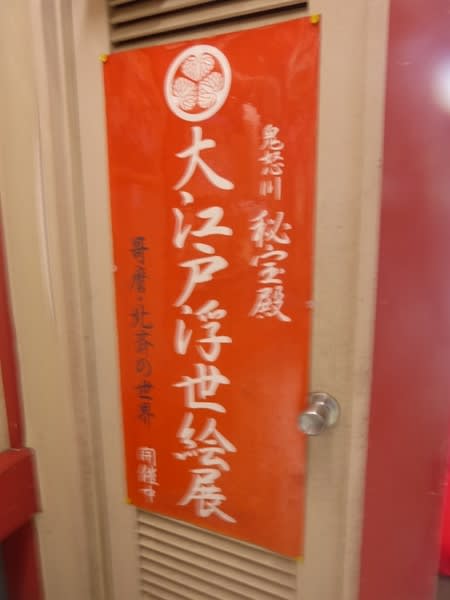 鬼怒川 秘宝殿
大江戸浮世絵展
哥麿・北斎の世界
開催中